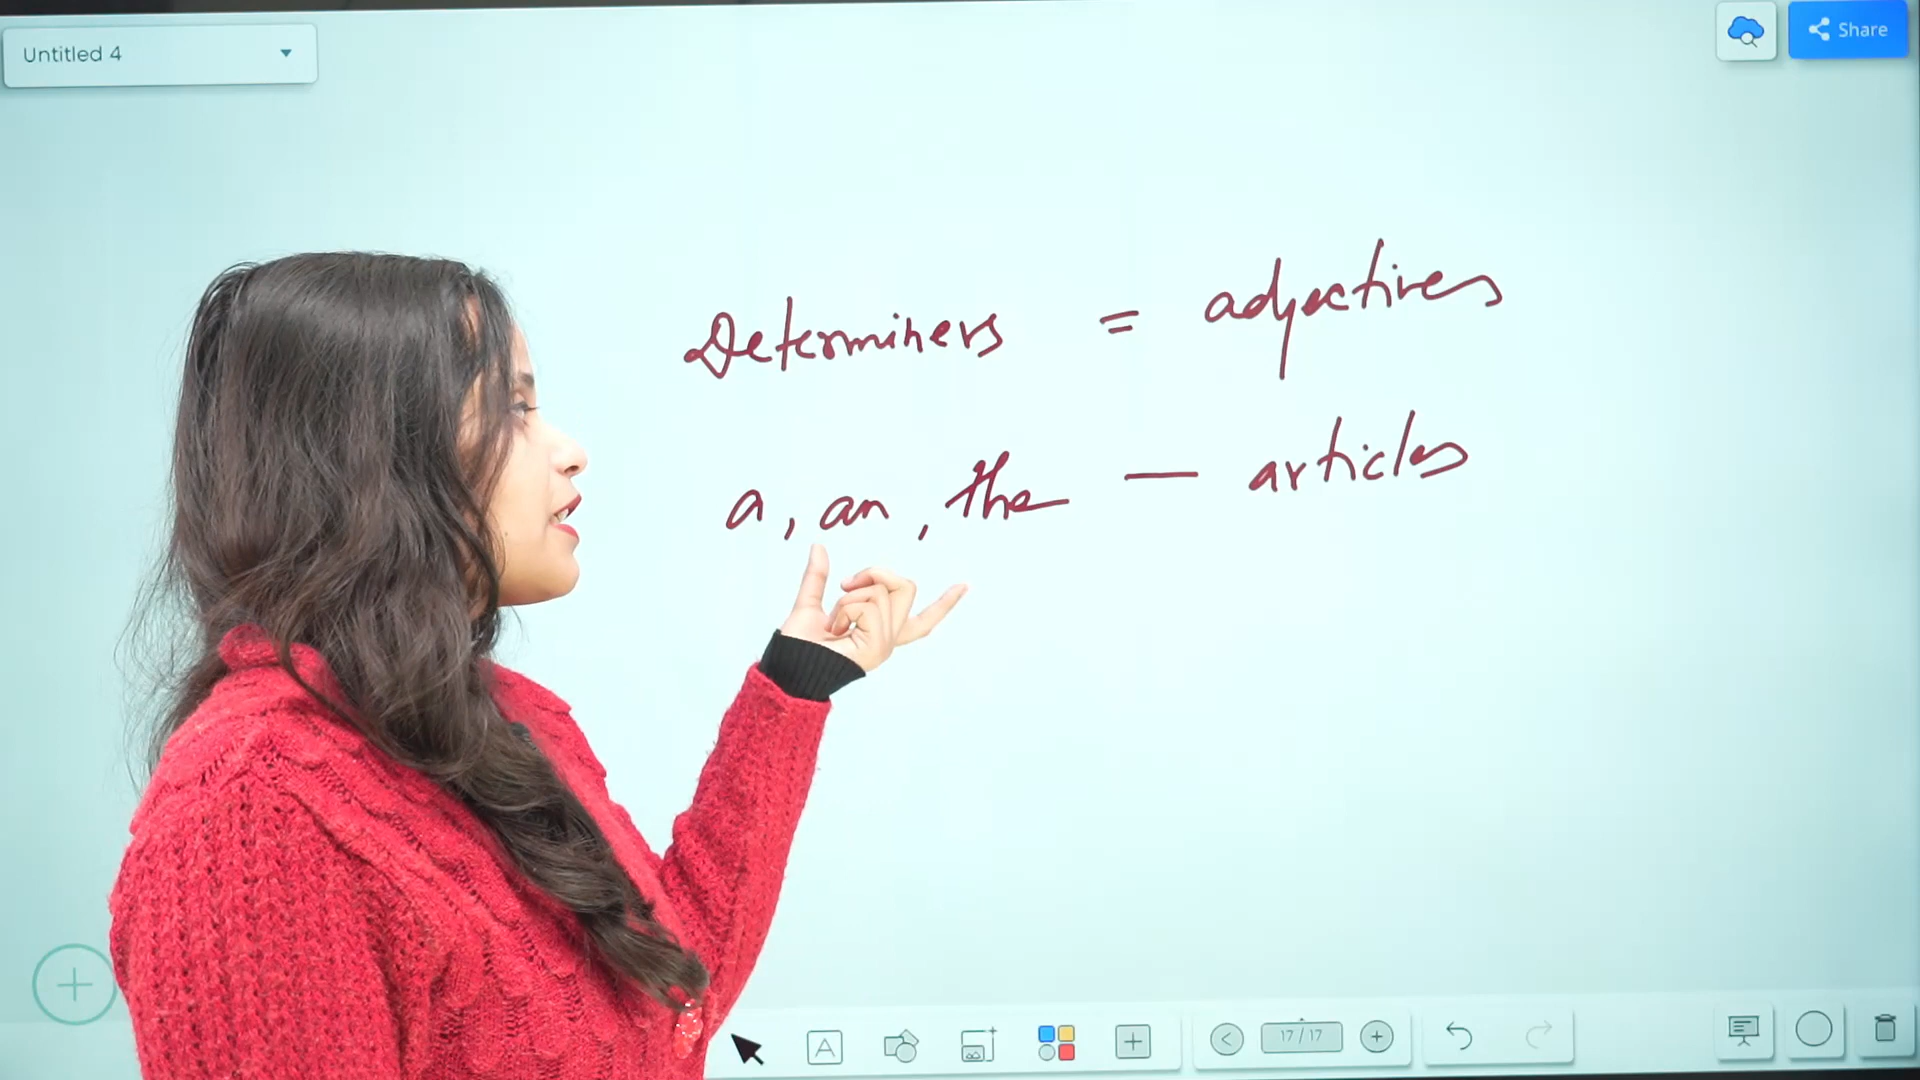 Untitled 4
Share
Determiners = adjectives
a, an, the — articles
17/17